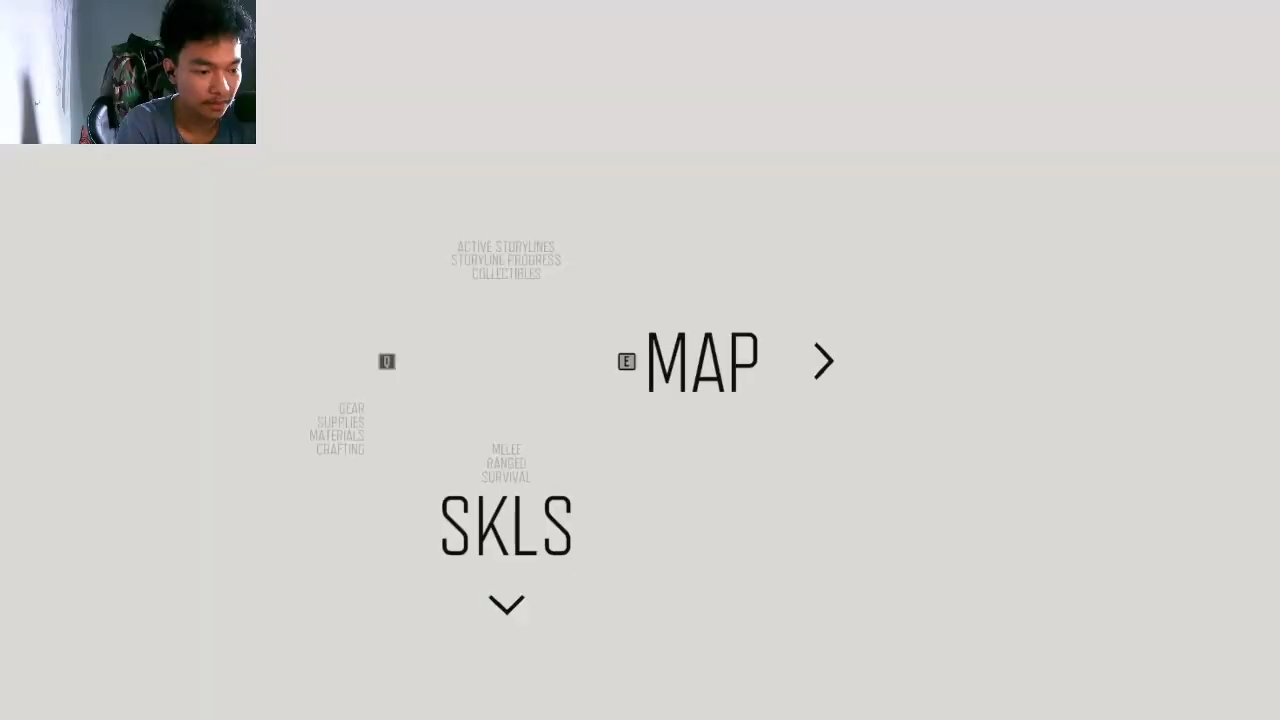 ACTIVE STORYLINES
STORYLINE PROGRESS
COLLECTIBLES
Q
E MAP
GEAR
SUPPLIES
MATERIALS
CRAFTING
MELEE
RANGED
SURVIVAL
SKLS